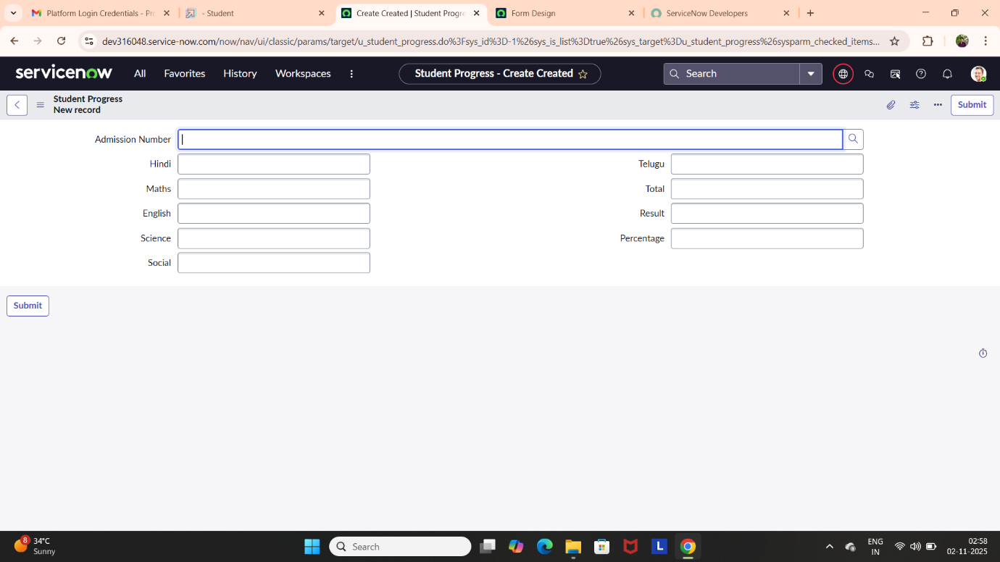 Platform Login Credentials - Pro
- Student
Create Created | Student Progre
Form Design
ServiceNow Developers
dev316048.service-now.com/now/nav/ui/classic/params/target/u_student_progress.do%3Fsys_id%3D-1%26sys_is_list%3Dtrue%26sys_target%3Du_student_progress%26sysparm_checked_items...
servicenow
All
Favorites
History
Workspaces
Student Progress - Create Created
Search
Student Progress
New record
Submit
Admission Number
Hindi
Telugu
Maths
Total
English
Result
Science
Percentage
Social
Submit
8
34°C
Sunny
Search
L
ENG
IN
02:58
02-11-2025